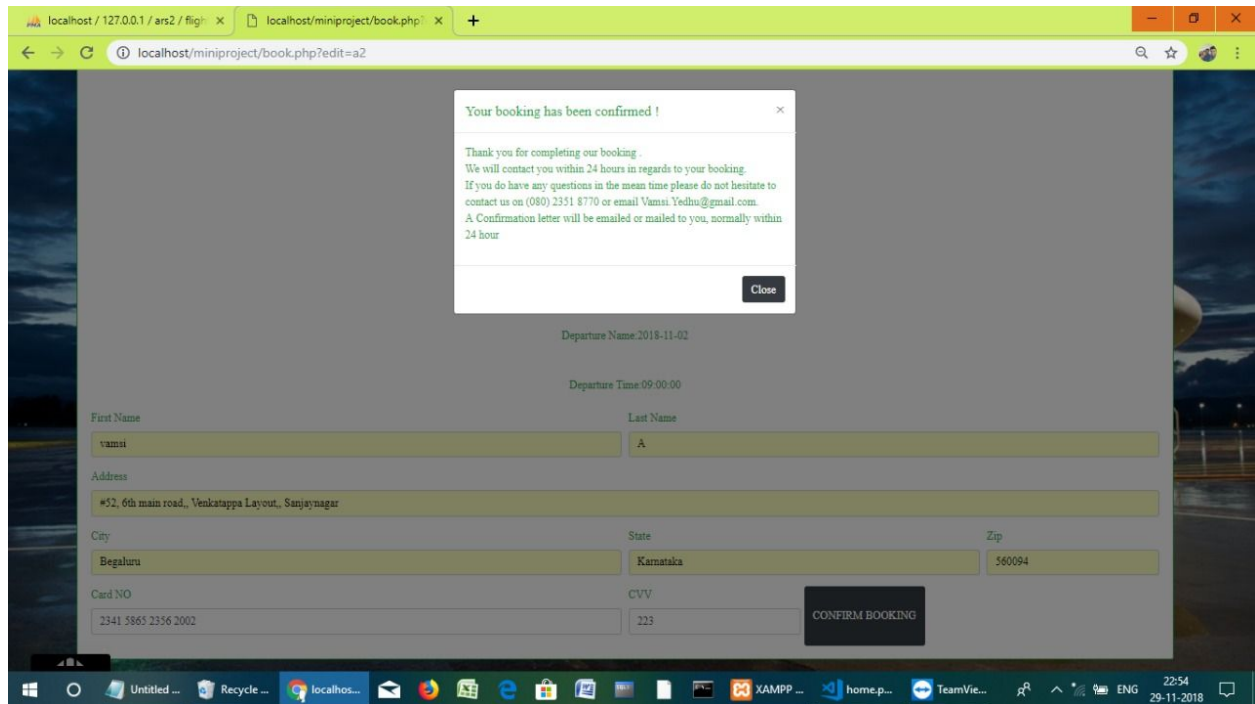 localhost / 127.0.0.1 / ars2 / fligh
localhost/miniproject/book.php?
localhost/miniproject/book.php?edit=a2
Your booking has been confirmed !
Thank you for completing our booking .
We will contact you within 24 hours in regards to your booking.
If you do have any questions in the mean time please do not hesitate to
contact us on (080) 2351 8770 or email Vamsi.Yedhu@gmail.com.
A Confirmation letter will be emailed or mailed to you, normally within
24 hour
Close
Departure Name:2018-11-02
Departure Time:09:00:00
First Name
Last Name
vamsi
A
Address
#52, 6th main road,, Venkatappa Layout,, Sanjaynagar
City
State
Zip
Begaluru
Karnataka
560094
Card NO
CVV
2341 5865 2356 2002
223
CONFIRM BOOKING
Untitled ...
Recycle ...
localhos...
XAMPP ...
home.p...
TeamVie...
ENG
22:54
29-11-2018